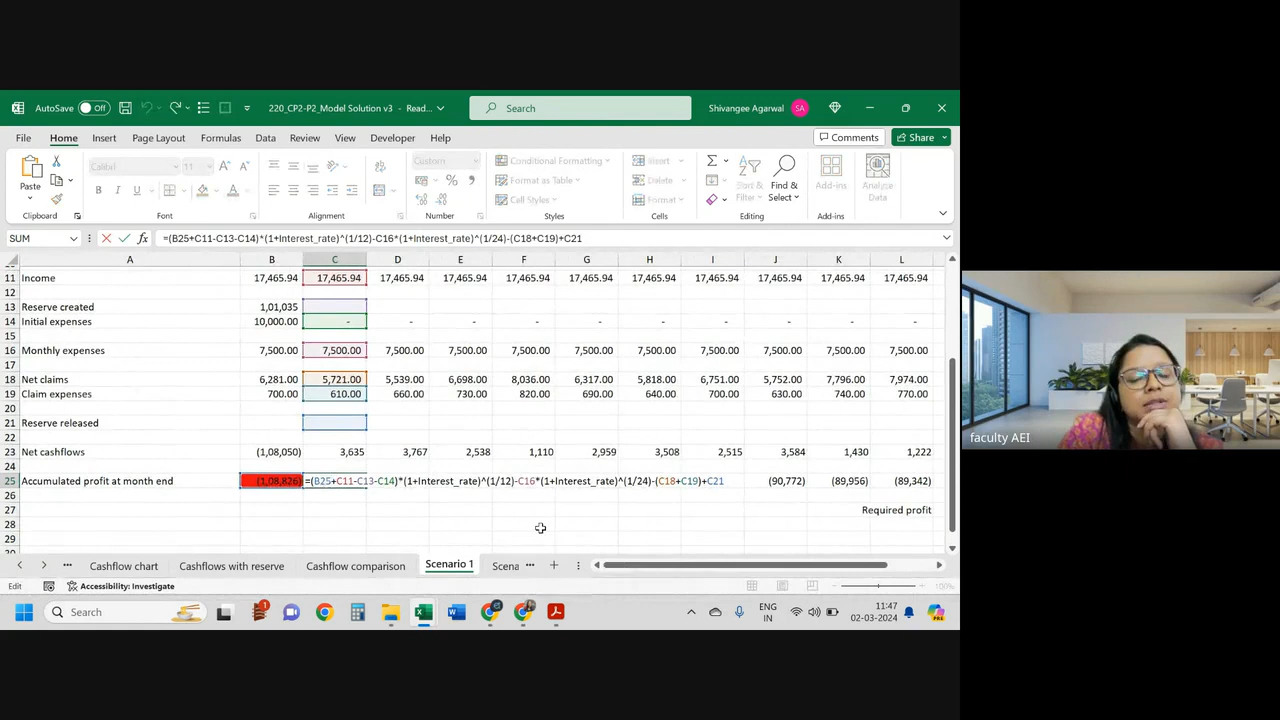 AutoSave Off 220_CP2-P2_Model Solution v3 - Read... Search Shivangee Agarwal SA
File Home Insert Page Layout Formulas Data Review View Developer Help Comments Share
Paste Calibri 11 Custom Conditional Formatting Insert
B I U Format as Table Delete Sort & Filter Find & Select Add-ins Analyze Data
Cell Styles Format
Clipboard Font Alignment Number Styles Cells Editing Add-ins
SUM =(B25+C11-C13-C14)*(1+Interest_rate)^(1/12)-C16*(1+Interest_rate)^(1/24)-(C18+C19)+C21
A B C D E F G H I J K L
11 Income 17,465.94 17,465.94 17,465.94 17,465.94 17,465.94 17,465.94 17,465.94 17,465.94 17,465.94 17,465.94 17,465.94
12
13 Reserve created 1,01,035
14 Initial expenses 10,000.00 - - - - - - - - - -
15
16 Monthly expenses 7,500.00 7,500.00 7,500.00 7,500.00 7,500.00 7,500.00 7,500.00 7,500.00 7,500.00 7,500.00 7,500.00
17
18 Net claims 6,281.00 5,721.00 5,539.00 6,698.00 8,036.00 6,317.00 5,818.00 6,751.00 5,752.00 7,796.00 7,974.00
19 Claim expenses 700.00 610.00 660.00 730.00 820.00 690.00 640.00 700.00 630.00 740.00 770.00
20
21 Reserve released
22
23 Net cashflows (1,08,050) 3,635 3,767 2,538 1,110 2,959 3,508 2,515 3,584 1,430 1,222
24
25 Accumulated profit at month end (1,08,826) =(B25+C11-C13-C14)*(1+Interest_rate)^(1/12)-C16*(1+Interest_rate)^(1/24)-(C18+C19)+C21 (90,772) (89,956) (89,342)
26
27 Required profit
28
29
Cashflow chart Cashflows with reserve Cashflow comparison Scenario 1 Scena
Edit Accessibility: Investigate 100%
Search ENG IN 11:47 02-03-2024
faculty AEI